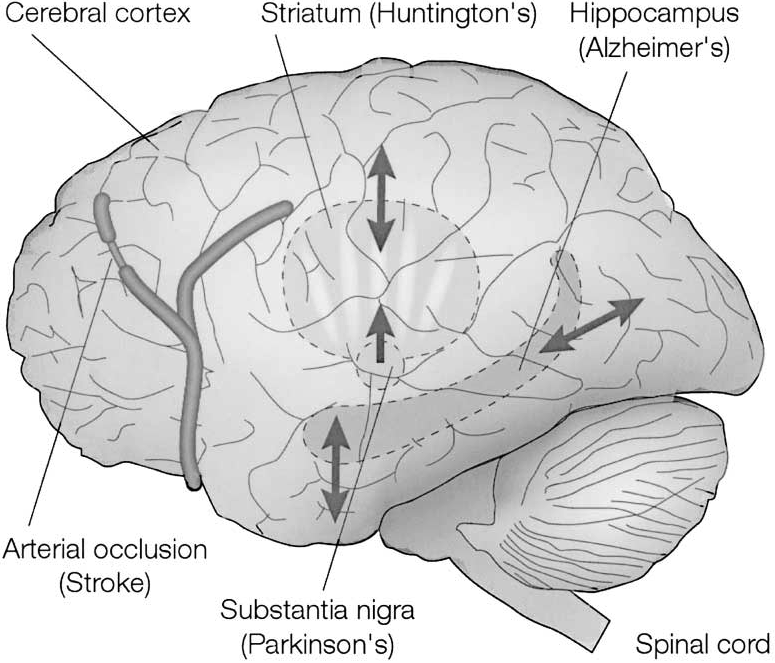 Cerebral cortex
Striatum (Huntington's)
Hippocampus
(Alzheimer's)
Arterial occlusion
(Stroke)
Substantia nigra
(Parkinson's)
Spinal cord